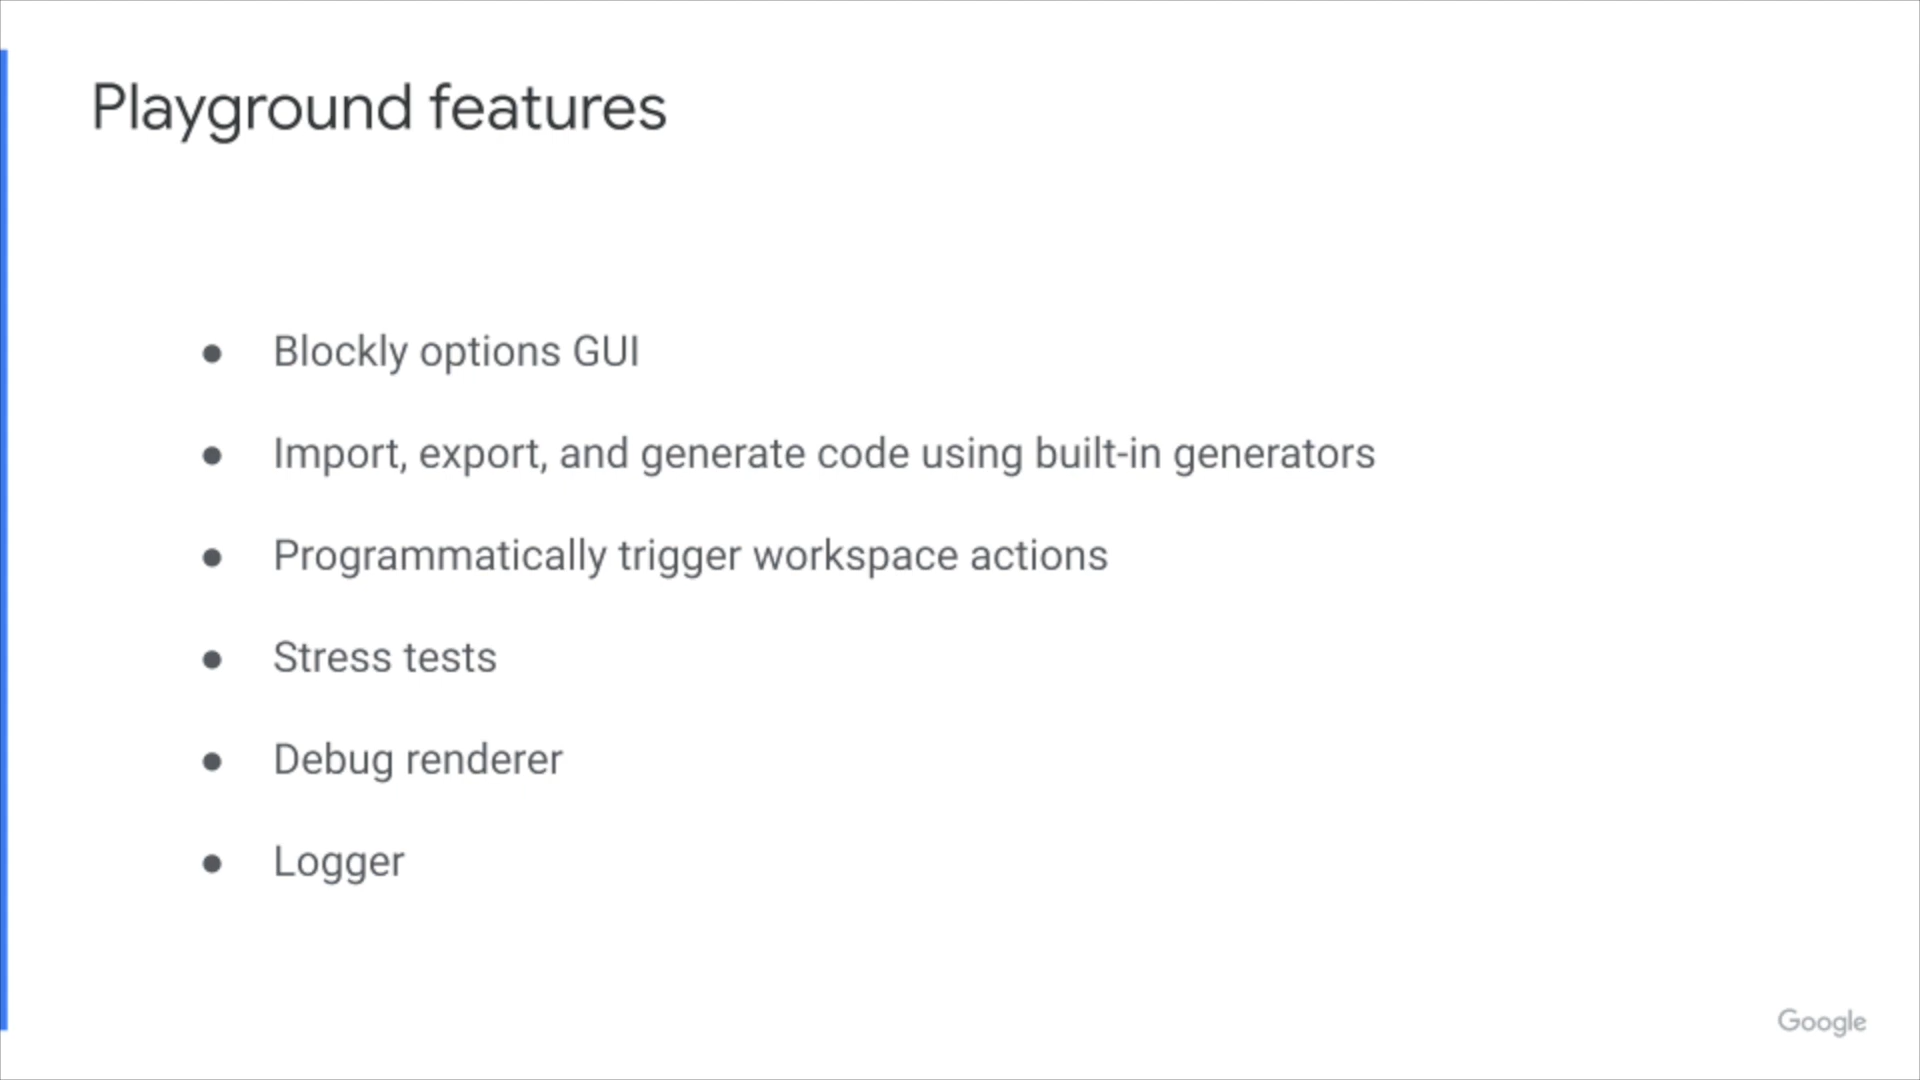 Playground features
● Blockly options GUI
● Import, export, and generate code using built-in generators
● Programmatically trigger workspace actions
● Stress tests
● Debug renderer
● Logger
Google